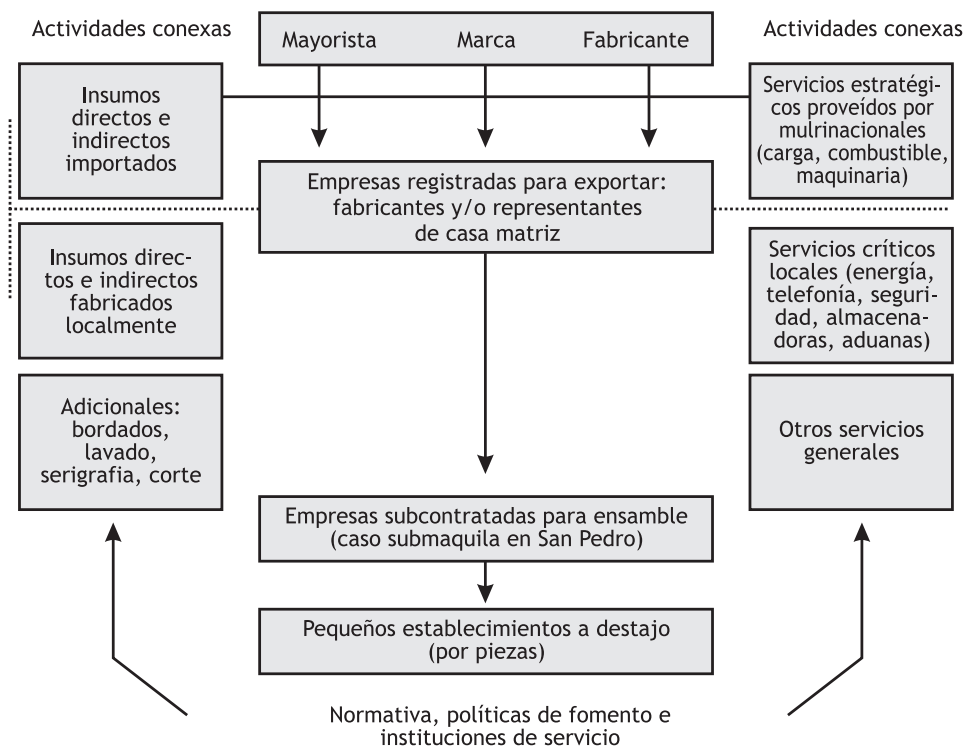 Actividades conexas
Mayorista Marca Fabricante
Actividades conexas
Insumos
directos e
indirectos
importados
Servicios estratégi-
cos proveídos por
mulrinacionales
(carga, combustible,
maquinaria)
Empresas registradas para exportar:
fabricantes y/o representantes
de casa matriz
Insumos direc-
tos e indirectos
fabricados
localmente
Servicios críticos
locales (energía,
telefonía, seguri-
dad, almacena-
doras, aduanas)
Adicionales:
bordados,
lavado,
serigrafia, corte
Otros servicios
generales
Empresas subcontratadas para ensamble
(caso submaquila en San Pedro)
Pequeños establecimientos a destajo
(por piezas)
Normativa, políticas de fomento e
instituciones de servicio